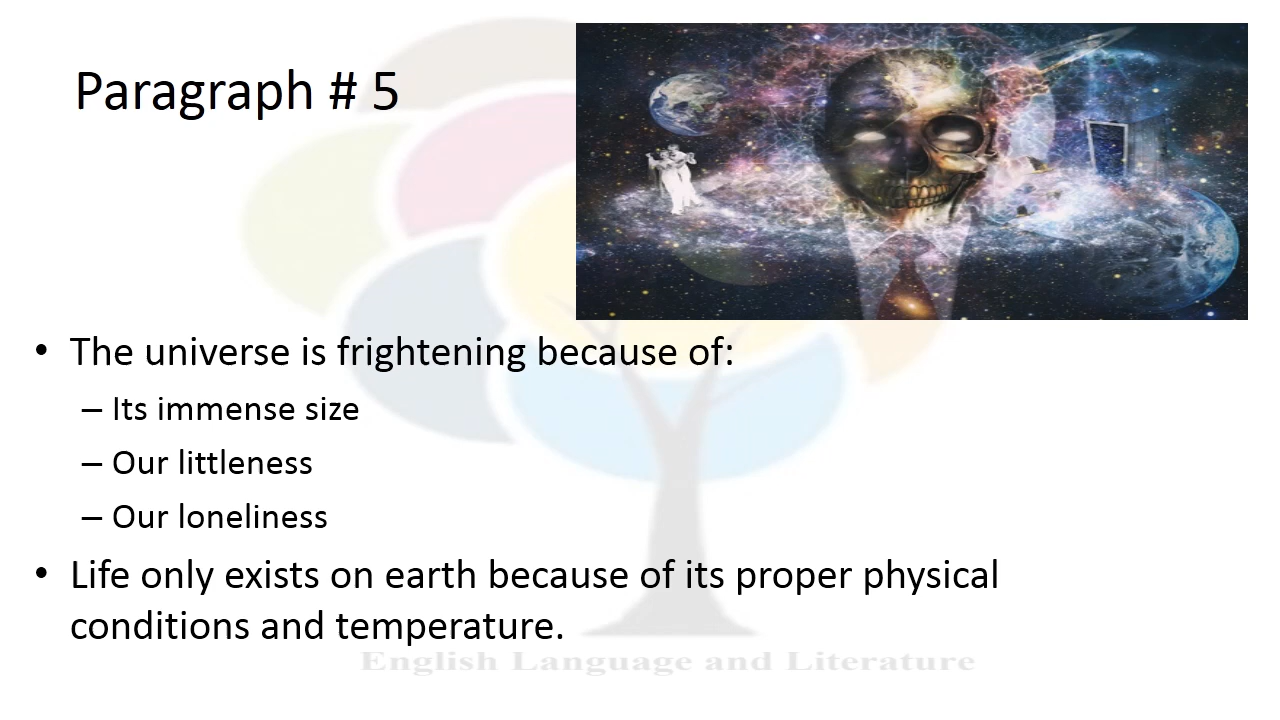 Paragraph # 5
• The universe is frightening because of:
– Its immense size
– Our littleness
– Our loneliness
• Life only exists on earth because of its proper physical
conditions and temperature.
English Language and Literature